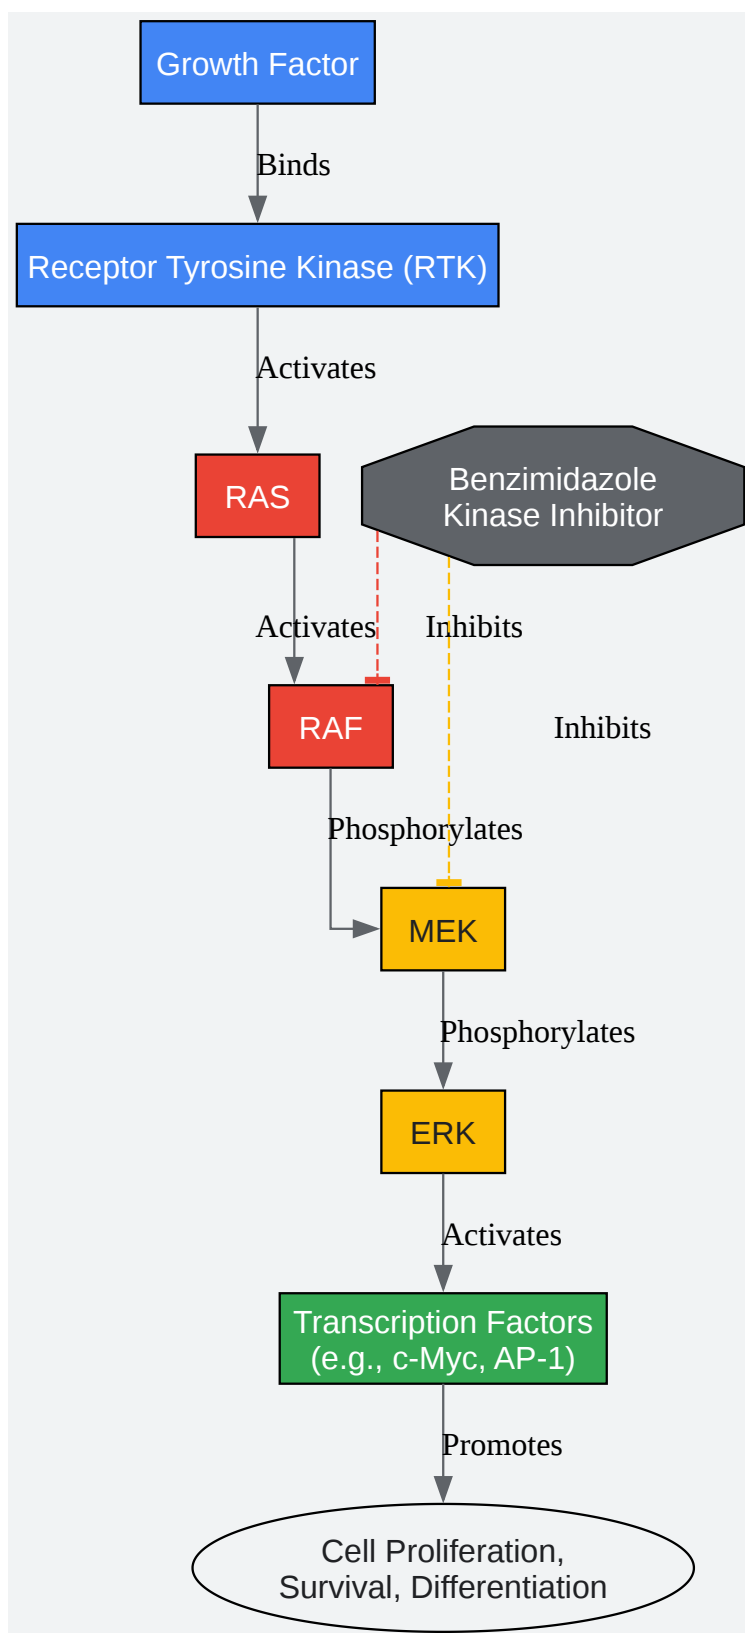 Growth Factor
Binds
Receptor Tyrosine Kinase (RTK)
Activates
RAS
Benzimidazole
Kinase Inhibitor
Activates
Inhibits
RAF
Inhibits
Phosphorylates
MEK
Phosphorylates
ERK
Activates
Transcription Factors
(e.g., c-Myc, AP-1)
Promotes
Cell Proliferation,
Survival, Differentiation